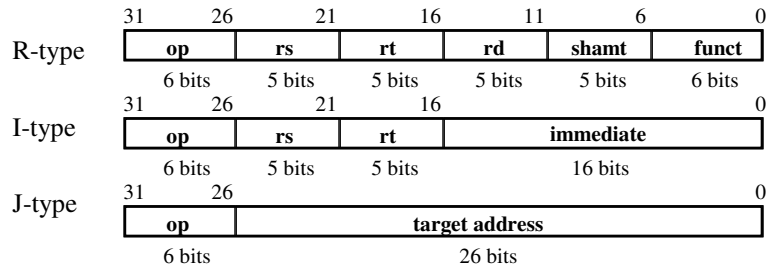 31 26 21 16 11 6 0
R-type op rs rt rd shamt funct
6 bits 5 bits 5 bits 5 bits 5 bits 6 bits
31 26 21 16 0
I-type op rs rt immediate
6 bits 5 bits 5 bits 16 bits
31 26 0
J-type op target address
6 bits 26 bits